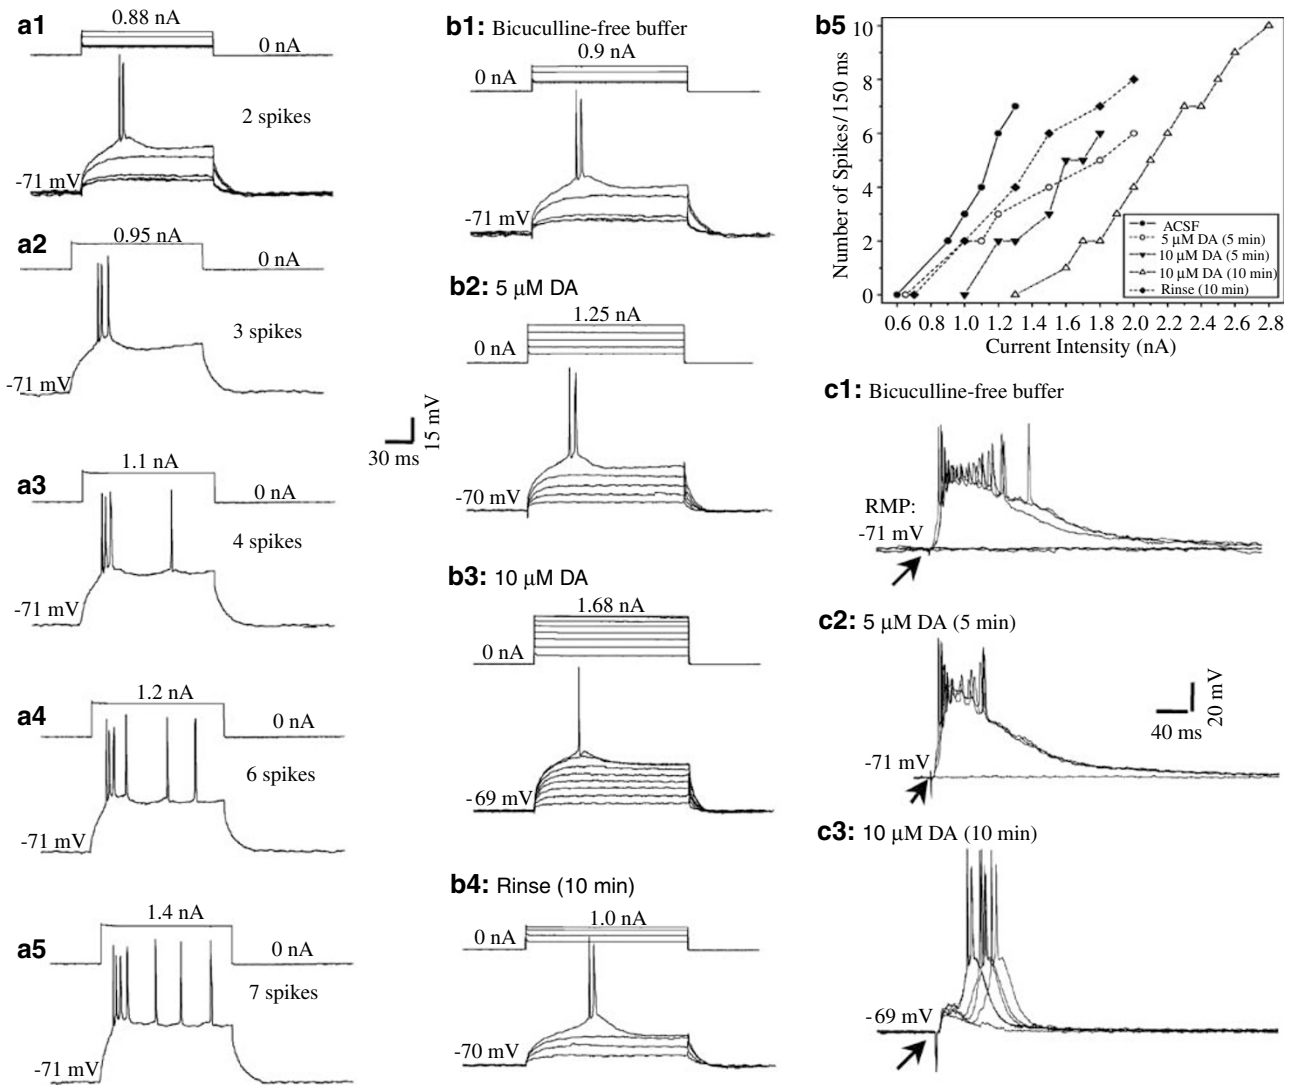 a1
0.88 nA
0 nA
2 spikes
-71 mV
a2
0.95 nA
0 nA
3 spikes
-71 mV
a3
1.1 nA
0 nA
4 spikes
-71 mV
a4
1.2 nA
0 nA
6 spikes
-71 mV
a5
1.4 nA
0 nA
7 spikes
-71 mV
30 ms
15 mV
b1: Bicuculline-free buffer
0.9 nA
0 nA
-71 mV
b2: 5 µM DA
1.25 nA
0 nA
-70 mV
b3: 10 µM DA
1.68 nA
0 nA
-69 mV
b4: Rinse (10 min)
1.0 nA
0 nA
-70 mV
b5
Number of Spikes/150 ms
10
8
6
4
2
0
ACSF
5 µM DA (5 min)
10 µM DA (5 min)
10 µM DA (10 min)
Rinse (10 min)
0.6 0.8 1.0 1.2 1.4 1.6 1.8 2.0 2.2 2.4 2.6 2.8
Current Intensity (nA)
c1: Bicuculline-free buffer
RMP:
-71 mV
c2: 5 µM DA (5 min)
-71 mV
40 ms
20 mV
c3: 10 µM DA (10 min)
-69 mV